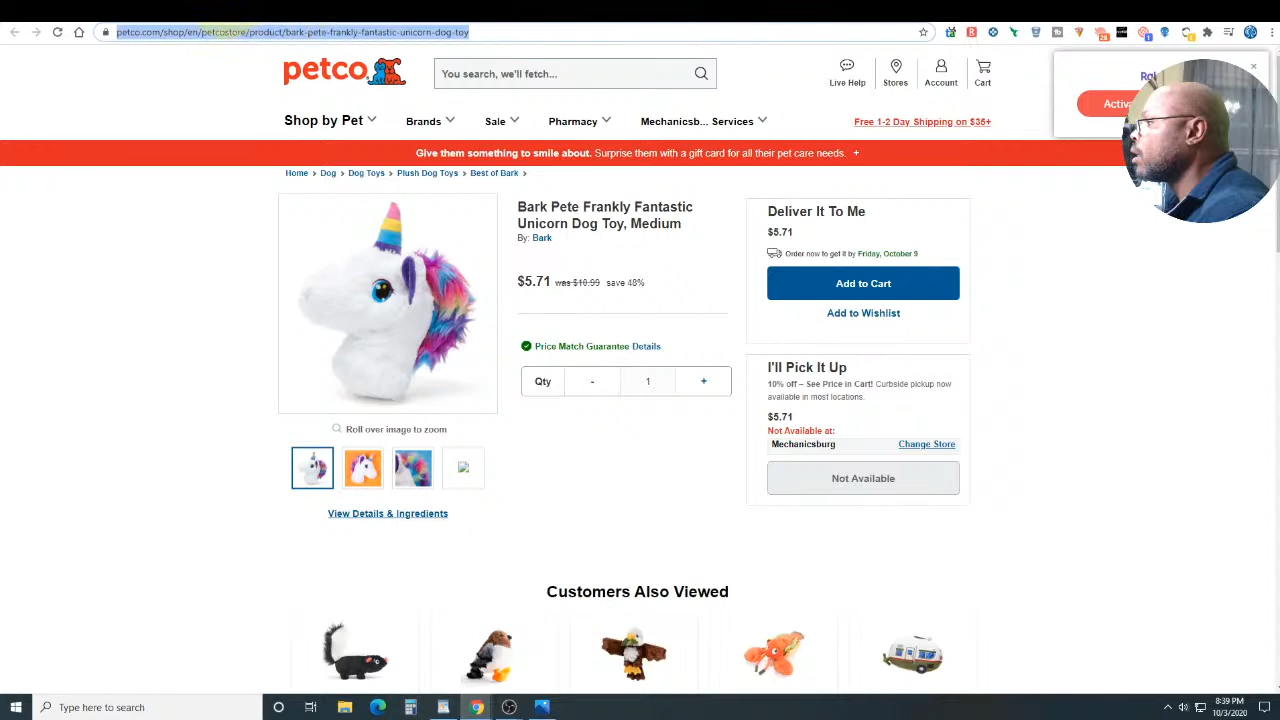 petco.com/shop/en/petcostore/product/bark-pete-frankly-fantastic-unicorn-dog-toy
petco
You search, we'll fetch...
Live Help
Stores
Account
Cart
Shop by Pet
Brands
Sale
Pharmacy
Mechanicsb... Services
Free 1-2 Day Shipping on $35+
Give them something to smile about. Surprise them with a gift card for all their pet care needs. +
Home > Dog > Dog Toys > Plush Dog Toys > Best of Bark >
Bark Pete Frankly Fantastic
Unicorn Dog Toy, Medium
By: Bark
$5.71 was $10.99 save 48%
Price Match Guarantee Details
Qty - 1 +
Roll over image to zoom
View Details & Ingredients
Deliver It To Me
$5.71
Order now to get it by Friday, October 9
Add to Cart
Add to Wishlist
I'll Pick It Up
10% off – See Price in Cart! Curbside pickup now
available in most locations.
$5.71
Not Available at:
Mechanicsburg
Change Store
Not Available
Customers Also Viewed
Type here to search
8:39 PM
10/3/2020